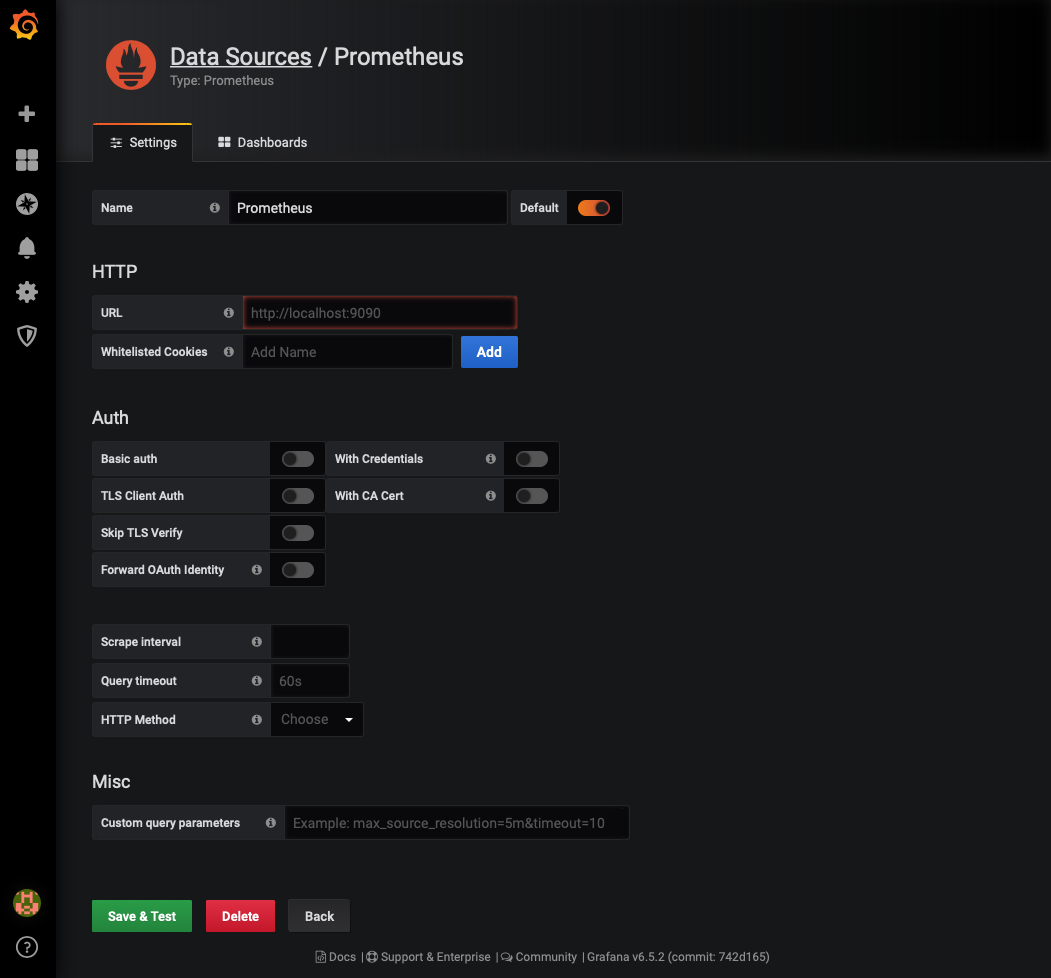 Data Sources / Prometheus
Type: Prometheus
Settings
Dashboards
Name
Prometheus
Default
HTTP
URL
http://localhost:9090
Whitelisted Cookies
Add Name
Add
Auth
Basic auth
With Credentials
TLS Client Auth
With CA Cert
Skip TLS Verify
Forward OAuth Identity
Scrape interval
Query timeout
60s
HTTP Method
Choose
Misc
Custom query parameters
Example: max_source_resolution=5m&timeout=10
Save & Test
Delete
Back
Docs | Support & Enterprise | Community | Grafana v6.5.2 (commit: 742d165)